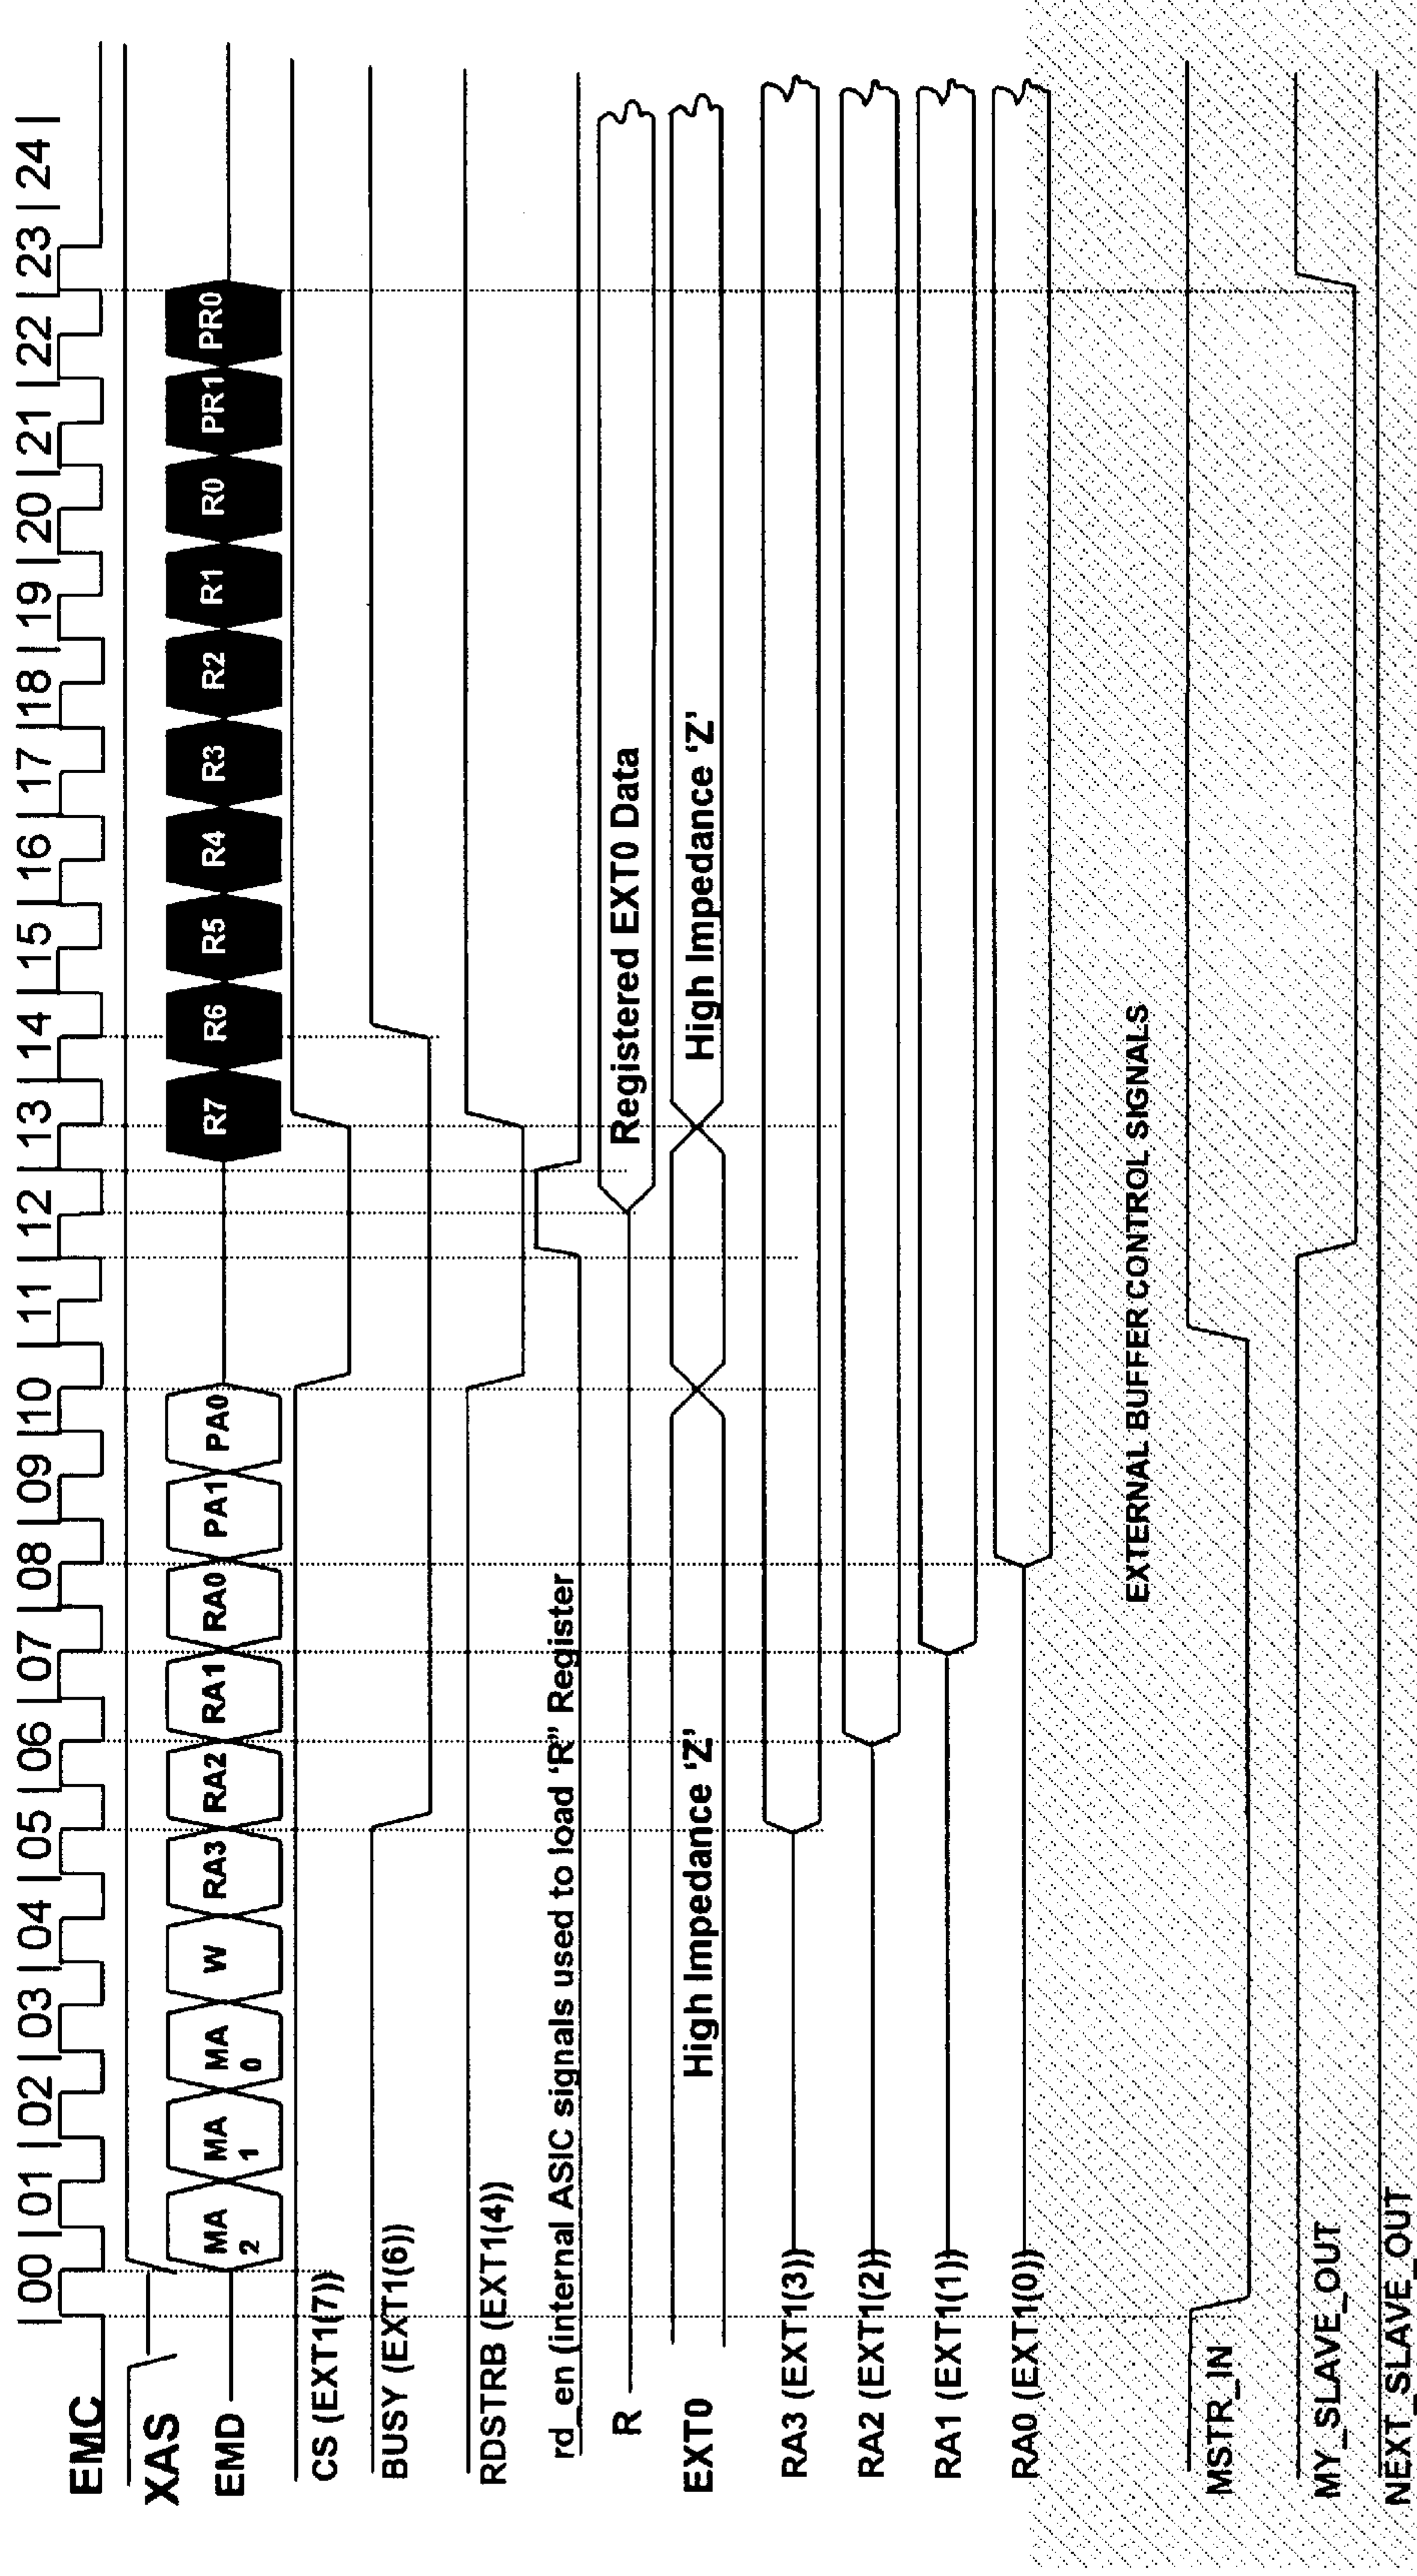 |00|01|02|03|04|05|06|07|08|09|10|11|12|13|14|15|16|17|18|19|20|21|22|23|24|
EMC
XAS
EMD MA 2 MA 1 MA 0 W RA3 RA2 RA1 RA0 PA1 PA0 R7 R6 R5 R4 R3 R2 R1 R0 PR1 PR0
CS (EXT1(7))
BUSY (EXT1(6))
RDSTRB (EXT1(4))
rd_en (internal ASIC signals used to load ‘R” Register
R Registered EXT0 Data
EXT0 High Impedance ‘Z’ High Impedance ‘Z’
RA3 (EXT1(3))
RA2 (EXT1(2))
RA1 (EXT1(1))
RA0 (EXT1(0))
EXTERNAL BUFFER CONTROL SIGNALS
MSTR_IN
MY_SLAVE_OUT
NEXT_SLAVE_OUT